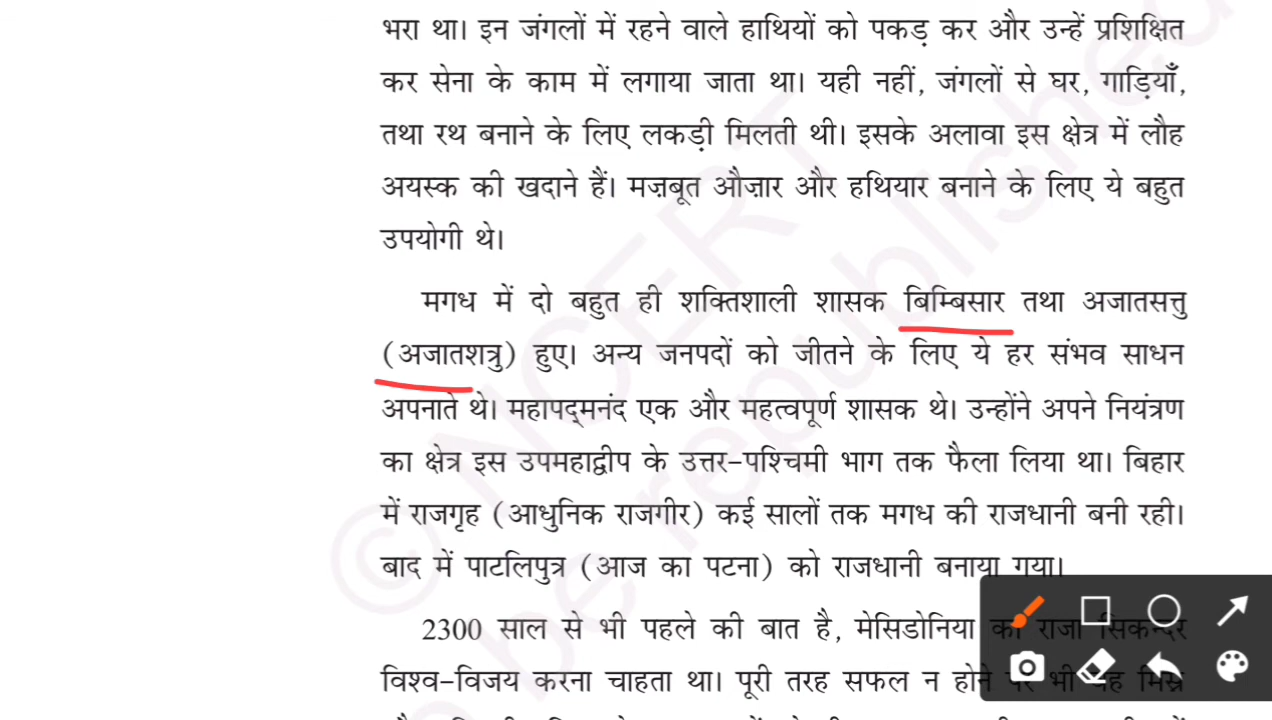 भरा था। इन जंगलों में रहने वाले हाथियों को पकड़ कर और उन्हें प्रशिक्षित
कर सेना के काम में लगाया जाता था। यही नहीं, जंगलों से घर, गाड़ियाँ,
तथा रथ बनाने के लिए लकड़ी मिलती थी। इसके अलावा इस क्षेत्र में लौह
अयस्क की खदाने हैं। मज़बूत औज़ार और हथियार बनाने के लिए ये बहुत
उपयोगी थे।
मगध में दो बहुत ही शक्तिशाली शासक बिम्बिसार तथा अजातसत्तु
(अजातशत्रु) हुए। अन्य जनपदों को जीतने के लिए ये हर संभव साधन
अपनाते थे। महापद्मनंद एक और महत्वपूर्ण शासक थे। उन्होंने अपने नियंत्रण
का क्षेत्र इस उपमहाद्वीप के उत्तर-पश्चिमी भाग तक फैला लिया था। बिहार
में राजगृह (आधुनिक राजगीर) कई सालों तक मगध की राजधानी बनी रही।
बाद में पाटलिपुत्र (आज का पटना) को राजधानी बनाया गया।
2300 साल से भी पहले की बात है, मेसिडोनिया का राजा सिकन्दर
विश्व-विजय करना चाहता था। पूरी तरह सफल न होने पर भी वह मिस्र
© NCERT
be republished